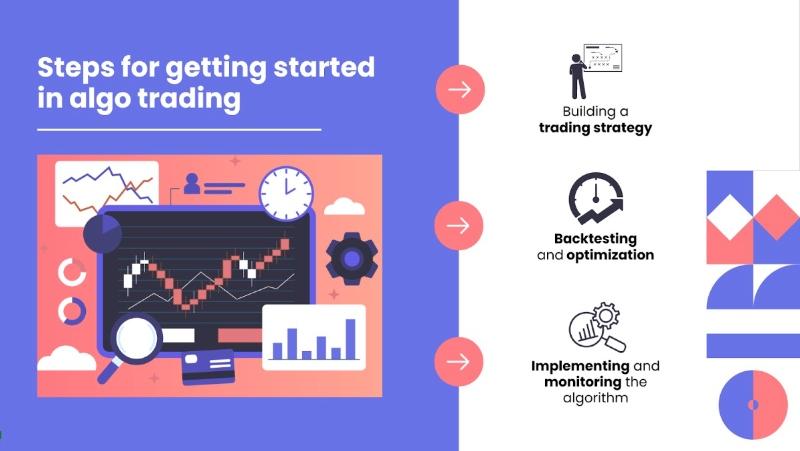 Steps for getting started
in algo trading
Building a
trading strategy
Backtesting
and optimization
Implementing and
monitoring the
algorithm